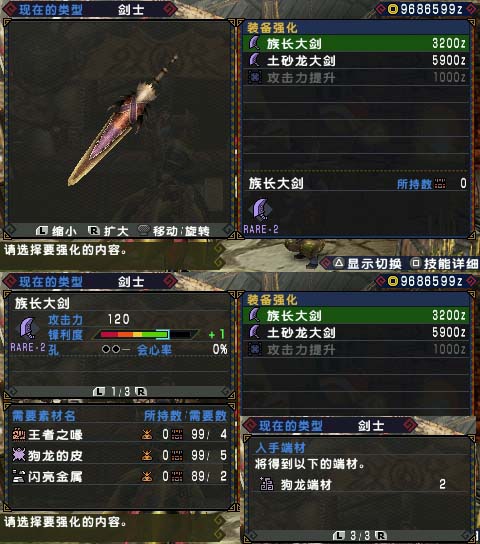 现在的类型 剑士
9686599z
装备强化
族长大剑 3200z
土砂龙大剑 5900z
攻击力提升 1000z
族长大剑 所持数 0
RARE-2
L 缩小 R 扩大 移动/旋转
请选择要强化的内容。
△显示切换 □技能详细
现在的类型 剑士
9686599z
族长大剑
攻击力 120
RARE-2
锋利度 +1
孔 ●●一 会心率 0%
L 1/3 R
装备强化
族长大剑 3200z
土砂龙大剑 5900z
攻击力提升 1000z
需要素材名 所持数/需要数
王者之喙 0 99/ 4
狗龙的皮 0 99/ 5
闪亮金属 0 89/ 2
请选择要强化的内容。
现在的类型 剑士
入手端材
将得到以下的端材。
狗龙端材 2
L 3/3 R